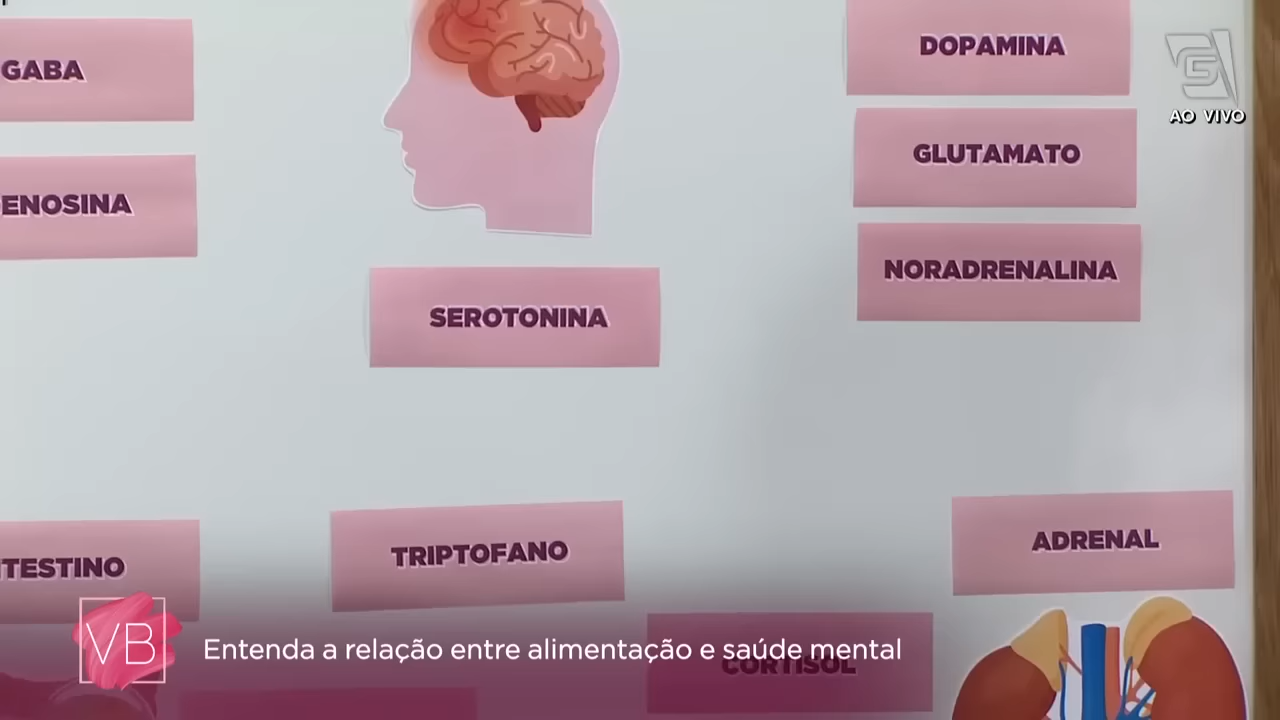 GABA
DOPAMINA
G
AO VIVO
GLUTAMATO
ENOSINA
NORADRENALINA
SEROTONINA
TRIPTOFANO
ADRENAL
TESTINO
VB
Entenda a relação entre alimentação e saúde mental
CORTISOL